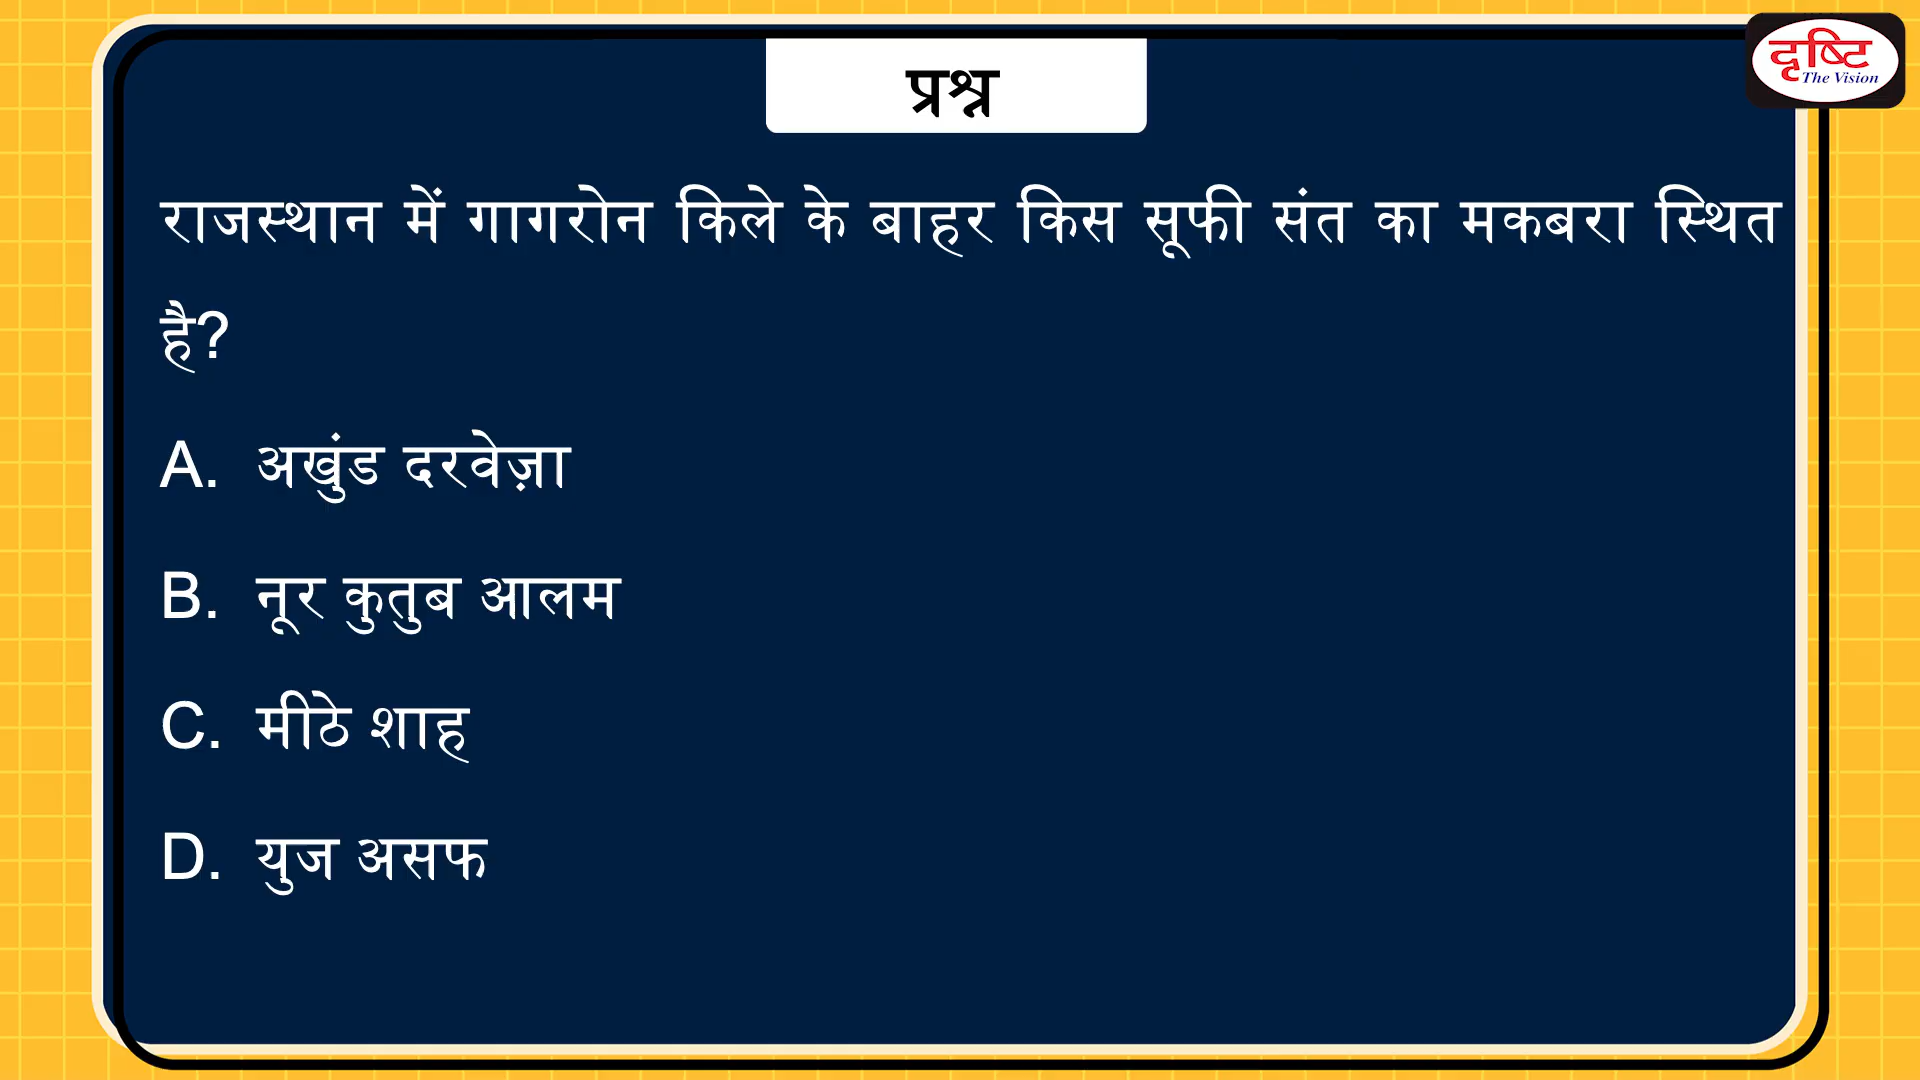 दृष्टि
The Vision
प्रश्न
राजस्थान में गागरोन किले के बाहर किस सूफी संत का मकबरा स्थित
है?
A. अखुंड दरवेज़ा
B. नूर कुतुब आलम
C. मीठे शाह
D. युज असफ